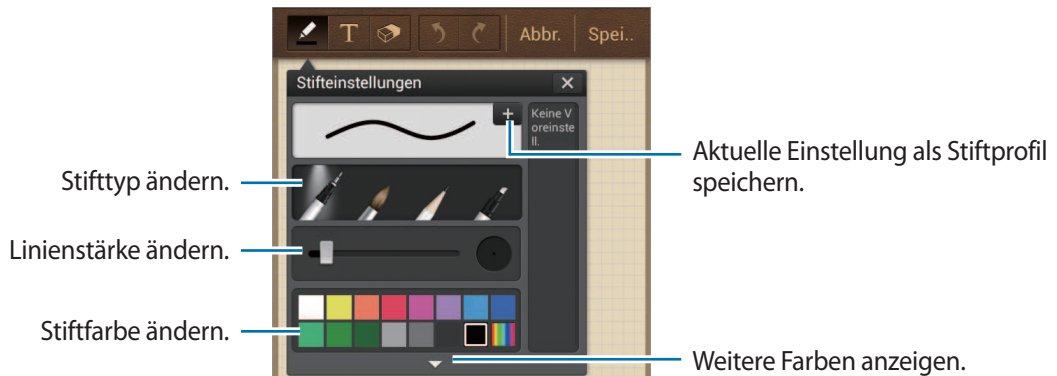 T
Abbr.
Spei..
Stifteinstellungen
Keine V
oreinste
ll.
Aktuelle Einstellung als Stiftprofil
speichern.
Stifttyp ändern.
Linienstärke ändern.
Stiftfarbe ändern.
Weitere Farben anzeigen.